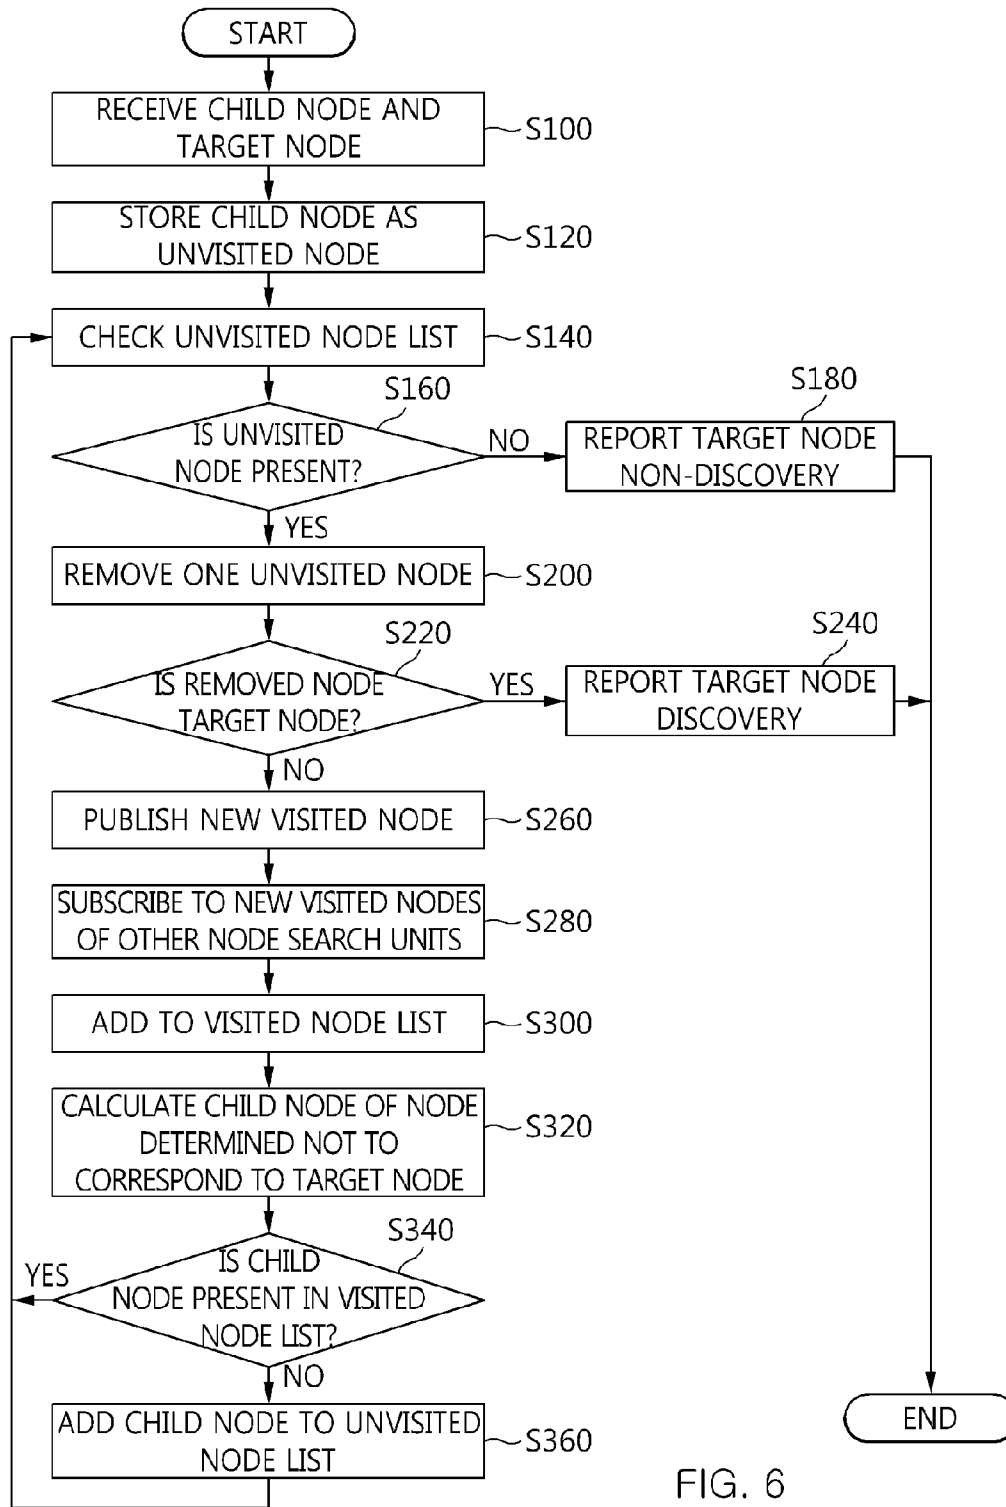 START
RECEIVE CHILD NODE AND
TARGET NODE
S100
STORE CHILD NODE AS
UNVISITED NODE
S120
CHECK UNVISITED NODE LIST
S140
S160
IS UNVISITED
NODE PRESENT?
NO
S180
REPORT TARGET NODE
NON-DISCOVERY
YES
REMOVE ONE UNVISITED NODE
S200
S220
IS REMOVED NODE
TARGET NODE?
YES
S240
REPORT TARGET NODE
DISCOVERY
NO
PUBLISH NEW VISITED NODE
S260
SUBSCRIBE TO NEW VISITED NODES
OF OTHER NODE SEARCH UNITS
S280
ADD TO VISITED NODE LIST
S300
CALCULATE CHILD NODE OF NODE
DETERMINED NOT TO
CORRESPOND TO TARGET NODE
S320
S340
YES
IS CHILD
NODE PRESENT IN VISITED
NODE LIST?
NO
ADD CHILD NODE TO UNVISITED
NODE LIST
S360
END
FIG. 6